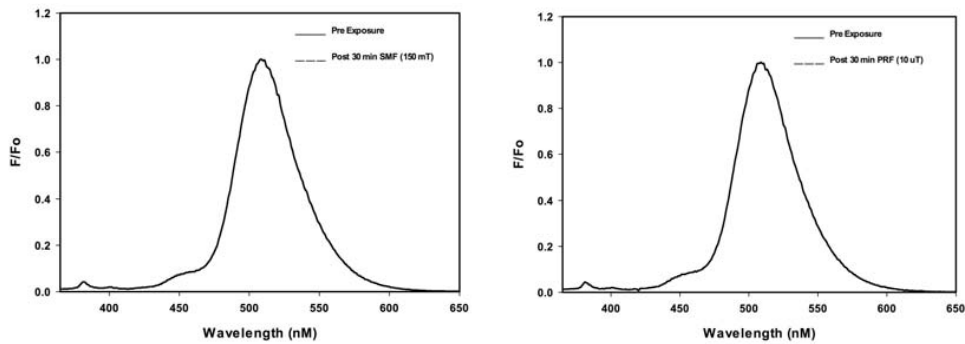 1.2
1.0
0.8
0.6
0.4
0.2
0.0
F/Fo
Pre Exposure
Post 30 min SMF (150 mT)
400 450 500 550 600 650
Wavelength (nM)
1.2
1.0
0.8
0.6
0.4
0.2
0.0
F/Fo
Pre Exposure
Post 30 min PRF (10 uT)
400 450 500 550 600 650
Wavelength (nM)